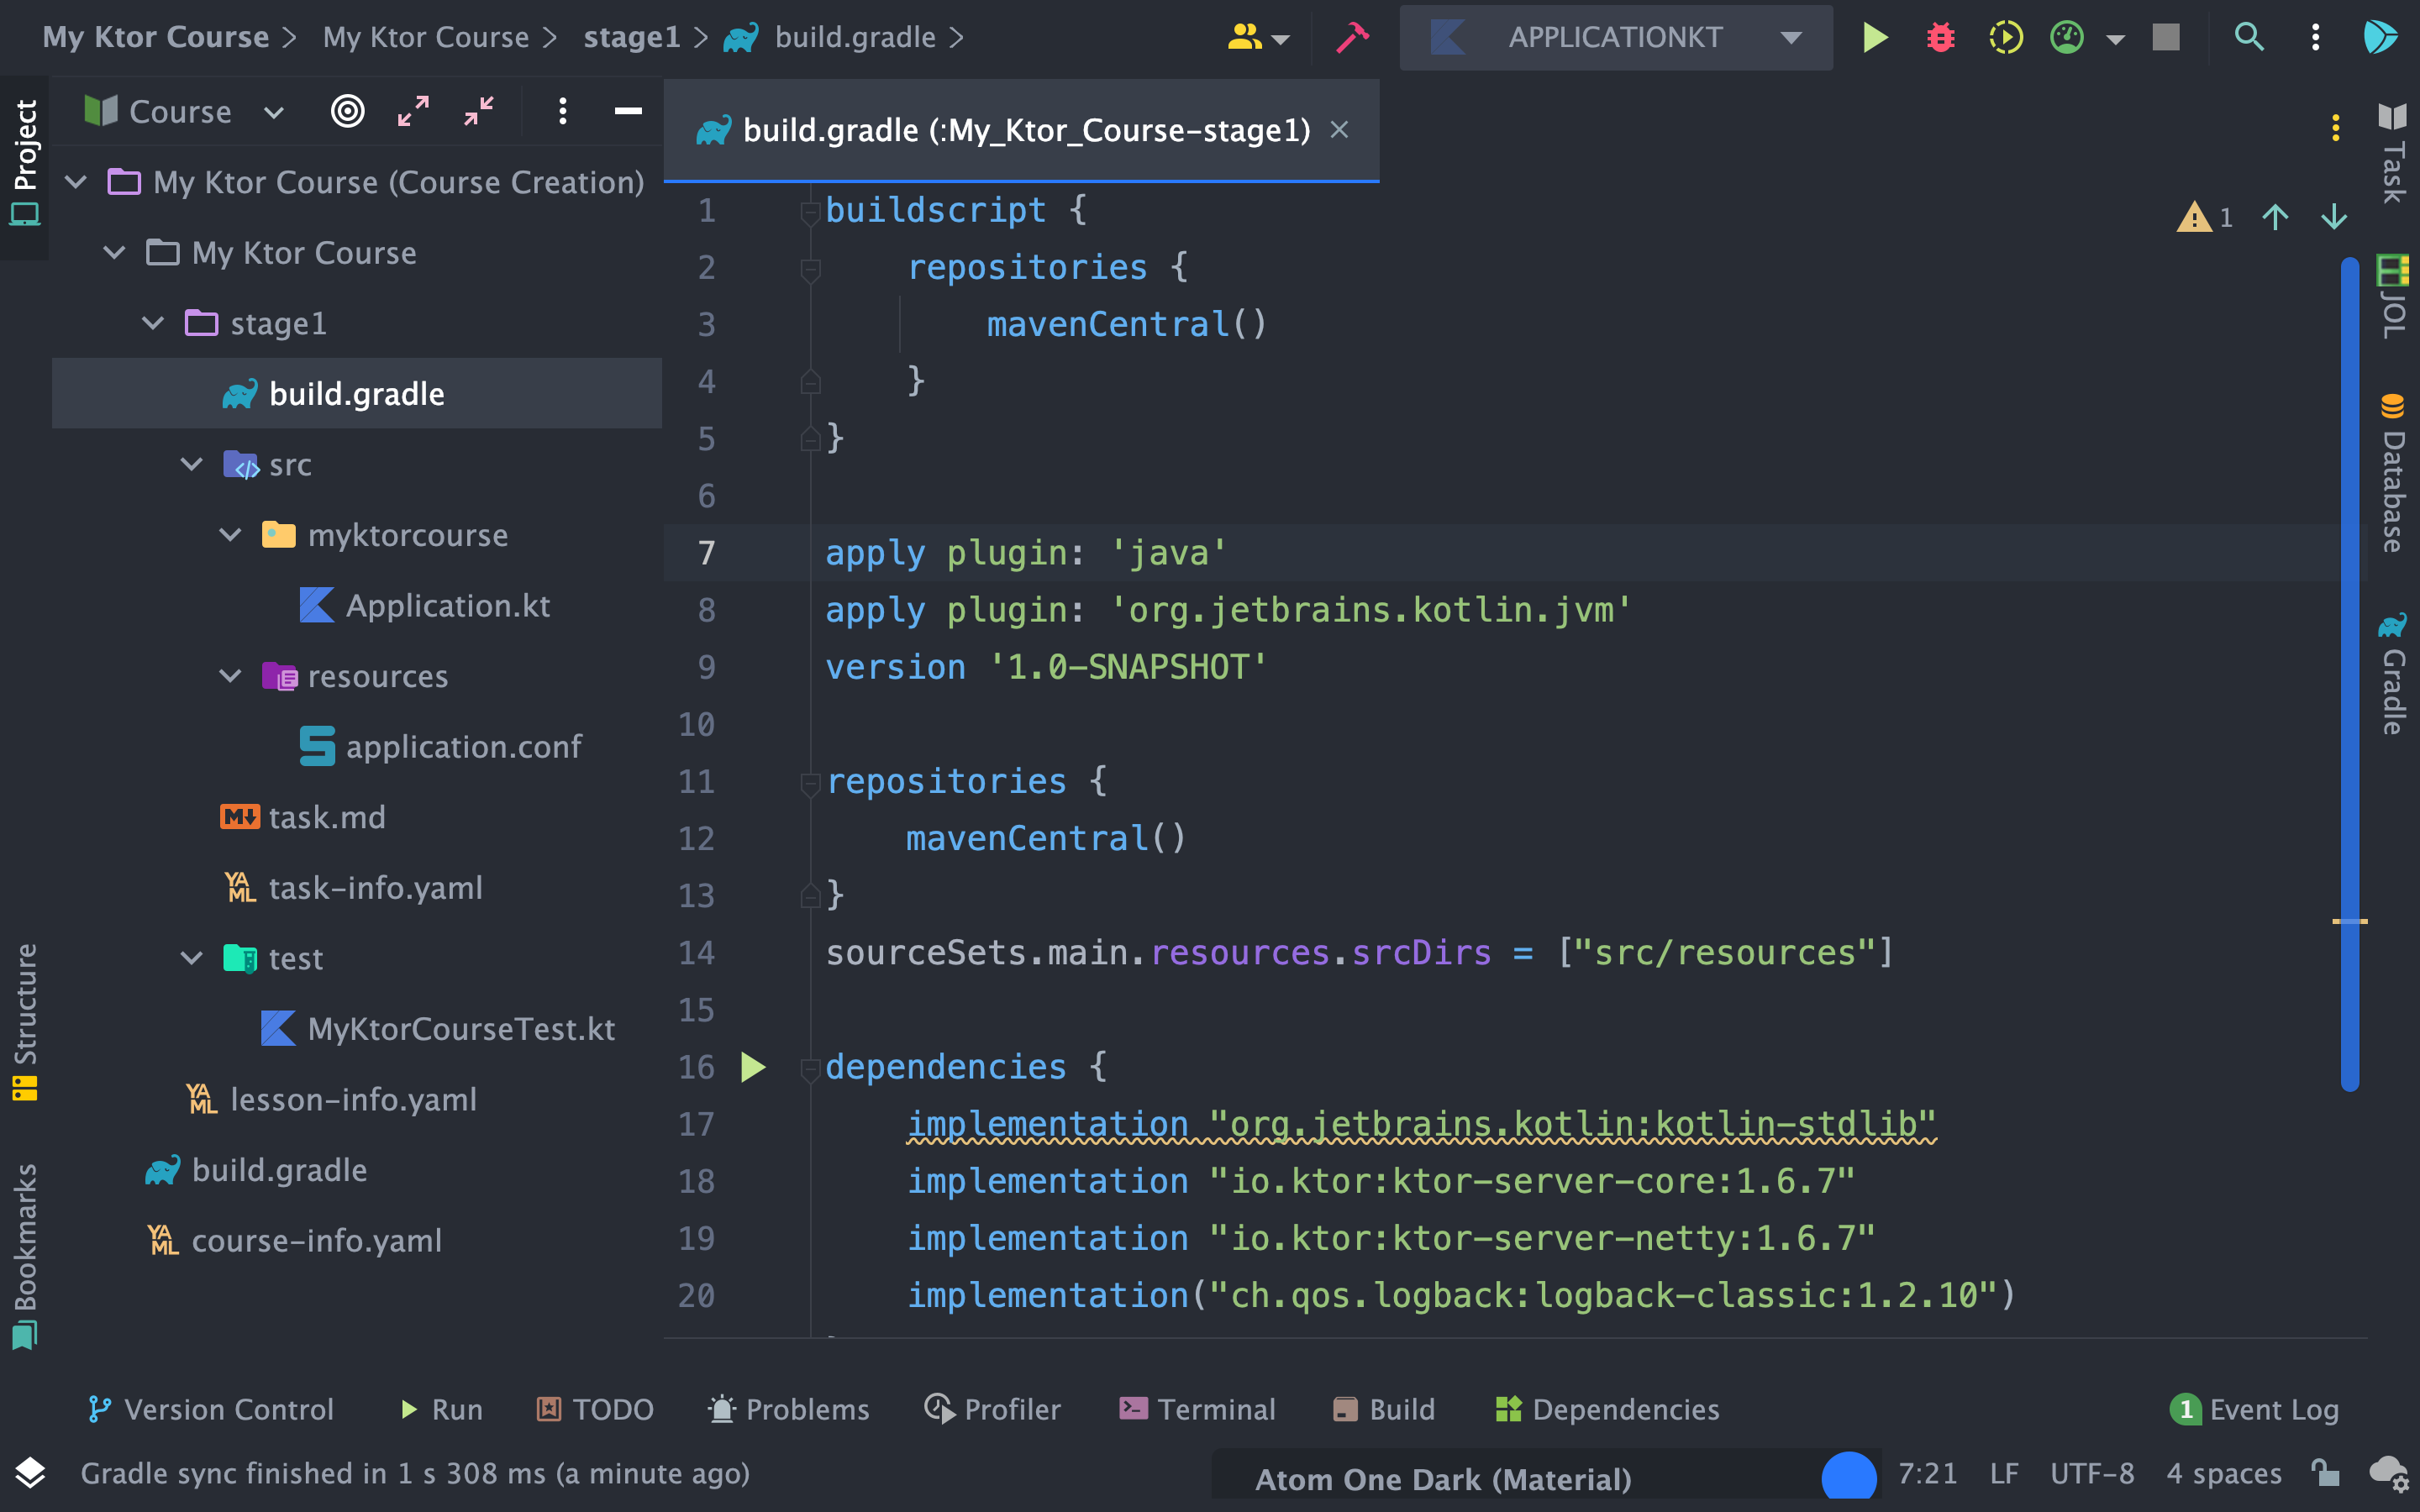 My Ktor Course > My Ktor Course > stage1 > build.gradle >
APPLICATIONKT
Project
Course
build.gradle (:My_Ktor_Course-stage1) ×
My Ktor Course (Course Creation)
My Ktor Course
stage1
build.gradle
src
myktorcourse
Application.kt
resources
application.conf
task.md
YAML task-info.yaml
test
MyKtorCourseTest.kt
YAML lesson-info.yaml
build.gradle
YAML course-info.yaml
Structure
Bookmarks
1 buildscript {
2 repositories {
3 mavenCentral()
4 }
5 }
6
7 apply plugin: 'java'
8 apply plugin: 'org.jetbrains.kotlin.jvm'
9 version '1.0-SNAPSHOT'
10
11 repositories {
12 mavenCentral()
13 }
14 sourceSets.main.resources.srcDirs = ["src/resources"]
15
16 dependencies {
17 implementation "org.jetbrains.kotlin:kotlin-stdlib"
18 implementation "io.ktor:ktor-server-core:1.6.7"
19 implementation "io.ktor:ktor-server-netty:1.6.7"
20 implementation("ch.qos.logback:logback-classic:1.2.10")
1
Task
JOL
Database
Gradle
Version Control Run TODO Problems Profiler Terminal Build Dependencies 1 Event Log
Gradle sync finished in 1 s 308 ms (a minute ago) Atom One Dark (Material) 7:21 LF UTF-8 4 spaces